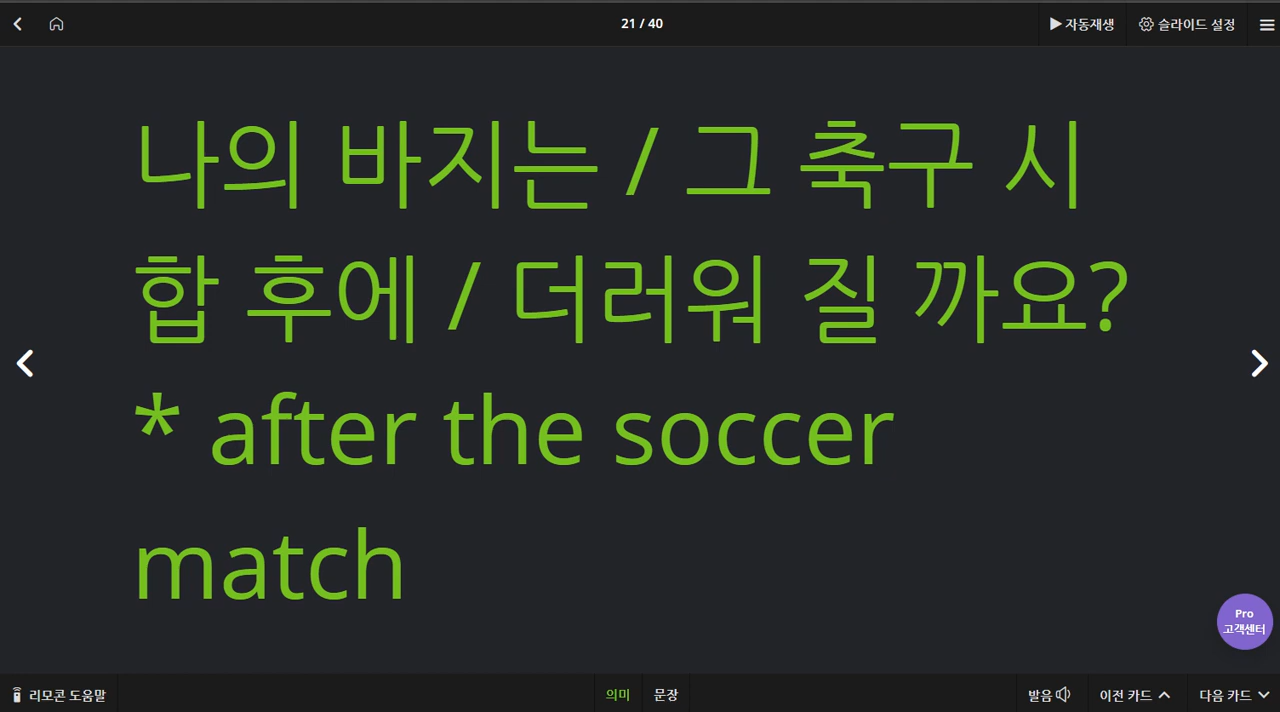 21 / 40
자동재생
슬라이드 설정
나의 바지는 / 그 축구 시
합 후에 / 더러워 질 까요?
* after the soccer
match
Pro
고객센터
리모콘 도움말
의미
문장
발음
이전 카드
다음 카드